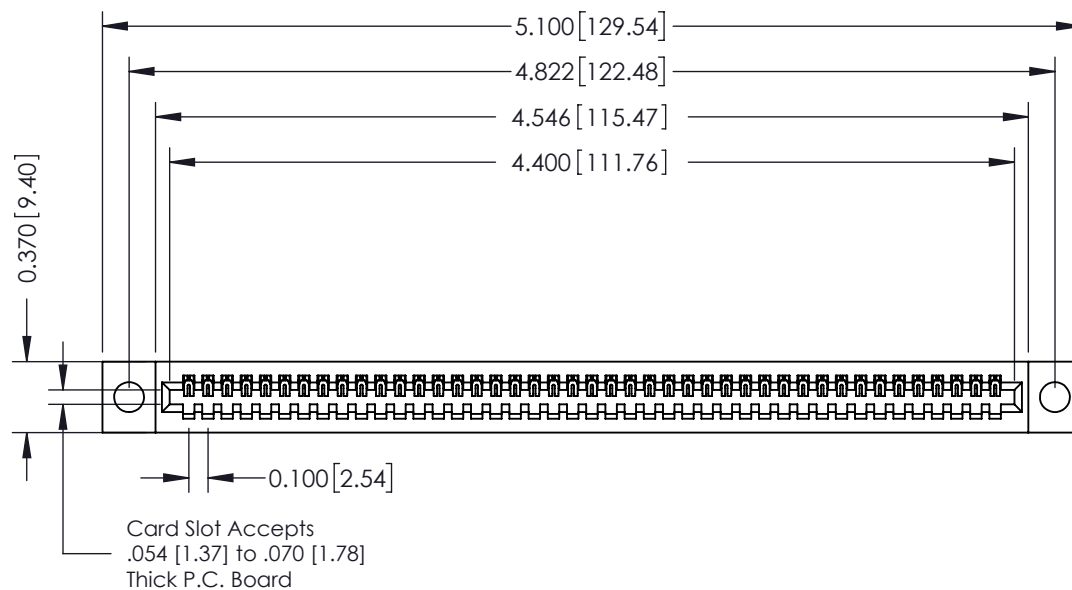 5.100 [129.54]
4.822 [122.48]
4.546 [115.47]
4.400 [111.76]
0.370 [9.40]
0.100 [2.54]
Card Slot Accepts
.054 [1.37] to .070 [1.78]
Thick P.C. Board